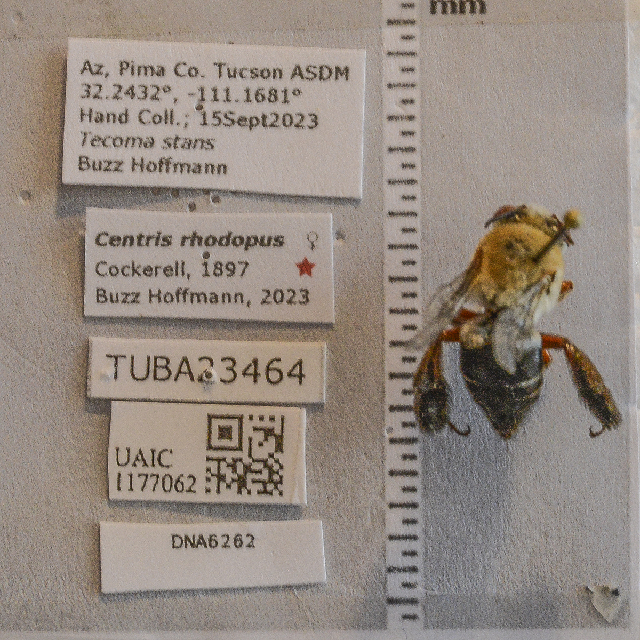 mm
Az, Pima Co. Tucson ASDM
32.2432°, -111.1681°
Hand Coll.; 15Sept2023
Tecoma stans
Buzz Hoffmann
Centris rhodopus ♀
Cockerell, 1897 ★
Buzz Hoffmann, 2023
TUBA23464
UAIC
1177062
DNA6262